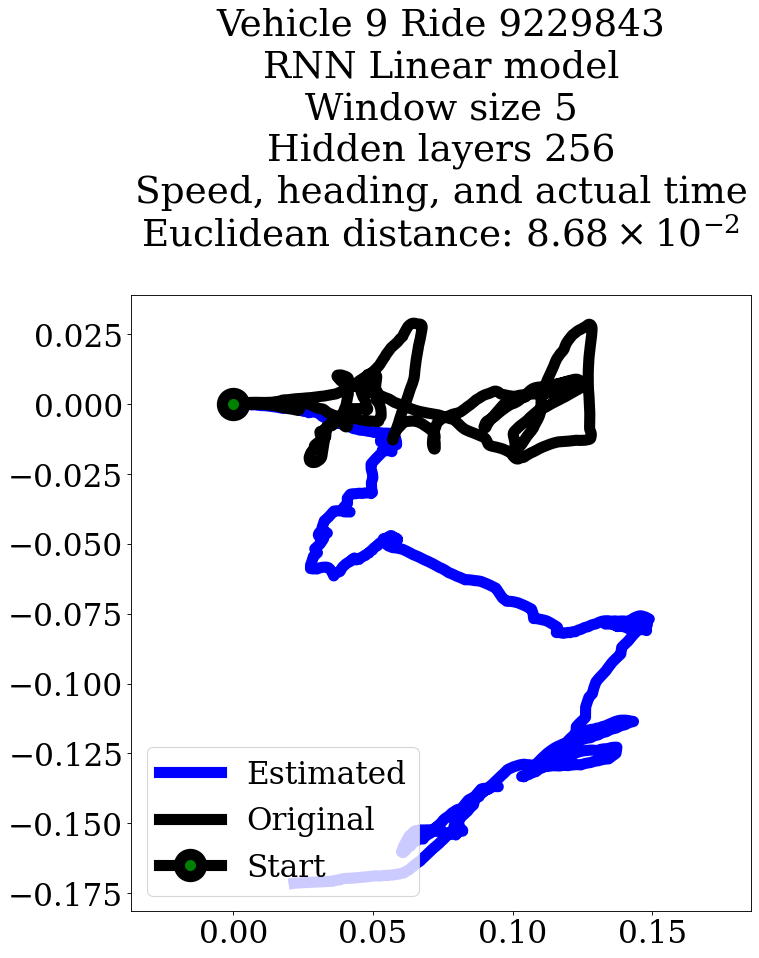 Vehicle 9 Ride 9229843
RNN Linear model
Window size 5
Hidden layers 256
Speed, heading, and actual time
Euclidean distance: 8.68 × 10⁻²
0.025
0.000
−0.025
−0.050
−0.075
−0.100
−0.125
−0.150
−0.175
Estimated
Original
Start
0.00 0.05 0.10 0.15